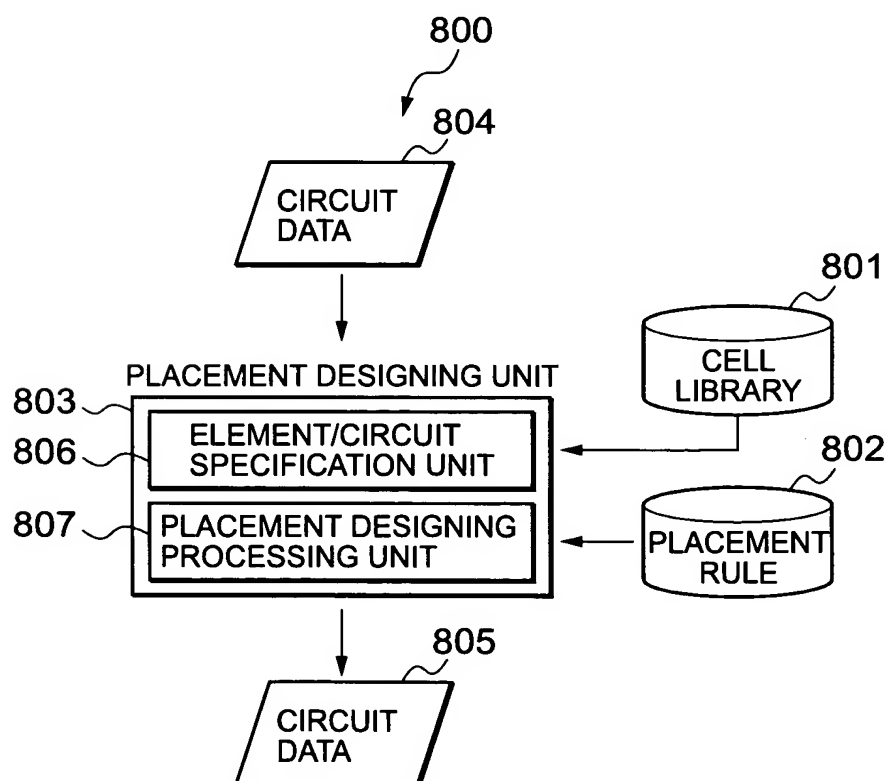 800
804
CIRCUIT
DATA
801
CELL
LIBRARY
PLACEMENT DESIGNING UNIT
803
ELEMENT/CIRCUIT
SPECIFICATION UNIT
806
802
PLACEMENT
RULE
807
PLACEMENT DESIGNING
PROCESSING UNIT
805
CIRCUIT
DATA